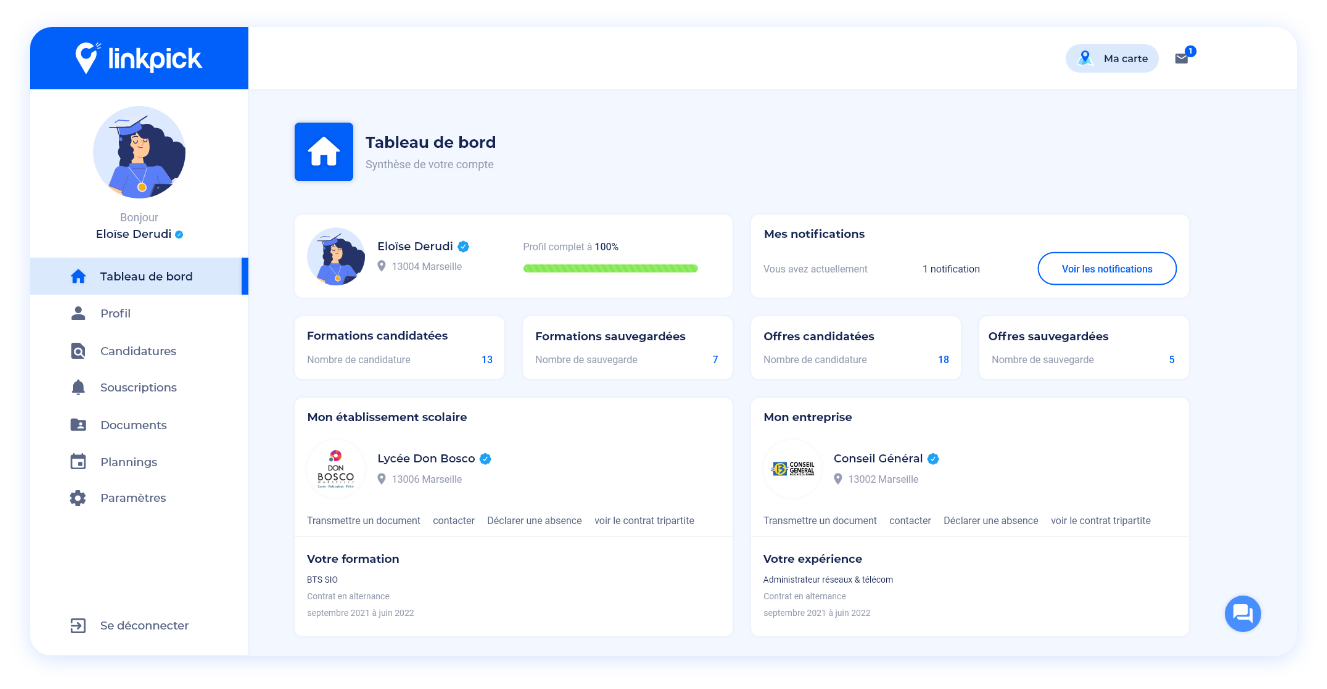 linkpick
Ma carte
1
Bonjour
Eloïse Derudi
Tableau de bord
Profil
Candidatures
Souscriptions
Documents
Plannings
Paramètres
Se déconnecter
Tableau de bord
Synthèse de votre compte
Eloïse Derudi
13004 Marseille
Profil complet à 100%
Mes notifications
Vous avez actuellement 1 notification
Voir les notifications
Formations candidatées
Nombre de candidature 13
Formations sauvegardées
Nombre de sauvegarde 7
Offres candidatées
Nombre de candidature 18
Offres sauvegardées
Nombre de sauvegarde 5
Mon établissement scolaire
DON
BOSCO
MARSEILLE
Lycée Don Bosco
13006 Marseille
Transmettre un document contacter Déclarer une absence voir le contrat tripartite
Votre formation
BTS SIO
Contrat en alternance
septembre 2021 à juin 2022
Mon entreprise
CONSEIL
GENERAL
Conseil Général
13002 Marseille
Transmettre un document contacter Déclarer une absence voir le contrat tripartite
Votre expérience
Administrateur réseaux & télécom
Contrat en alternance
septembre 2021 à juin 2022